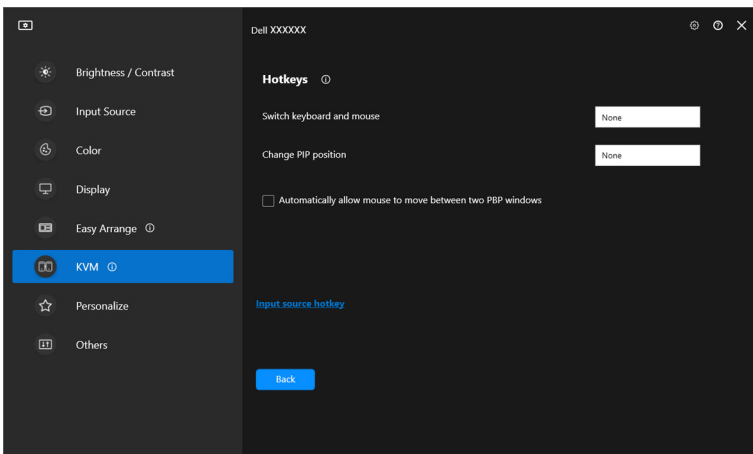 Dell XXXXXX
Brightness / Contrast
Input Source
Color
Display
Easy Arrange
KVM
Personalize
Others
Hotkeys
Switch keyboard and mouse
None
Change PIP position
None
Automatically allow mouse to move between two PBP windows
Input source hotkey
Back